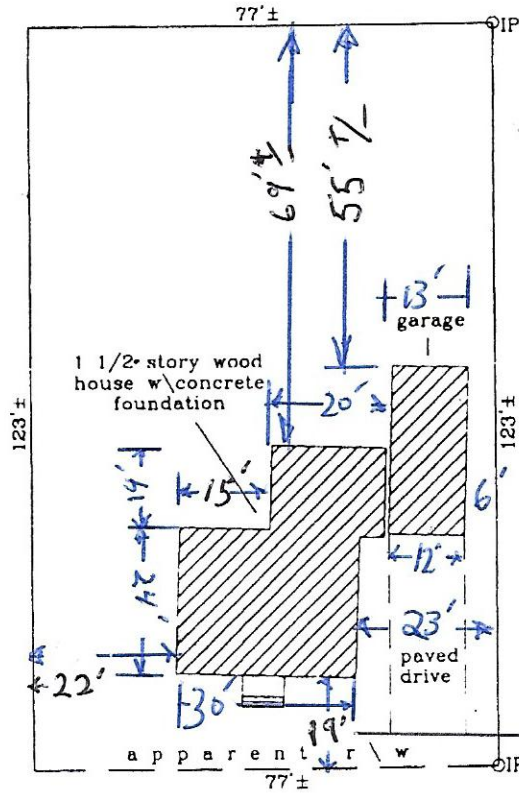 77'±
IP
69'±
55' +/-
13'
garage
1 1/2- story wood
house w\concrete
foundation
20'
123'±
123'±
14'
15'
6'
24'
12'
23'
paved
drive
22'
30'
19'
apparent r\w
77'±
IP